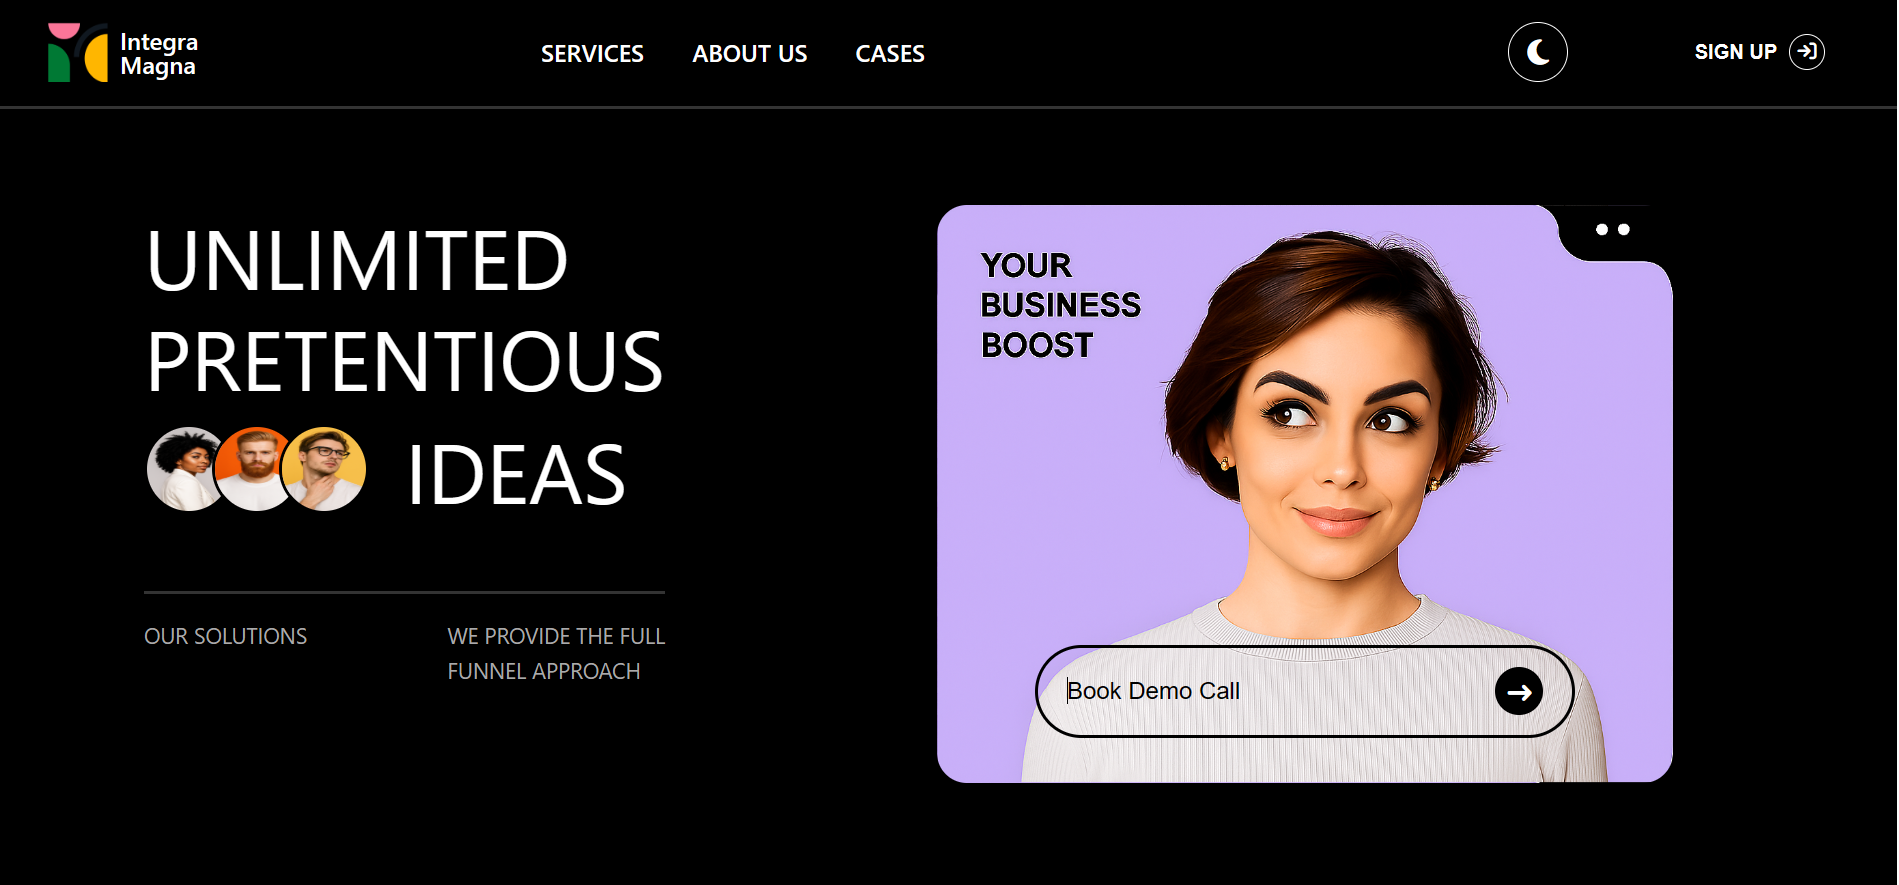 Integra
Magna
SERVICES
ABOUT US
CASES
SIGN UP
UNLIMITED
PRETENTIOUS
IDEAS
OUR SOLUTIONS
WE PROVIDE THE FULL
FUNNEL APPROACH
YOUR
BUSINESS
BOOST
Book Demo Call